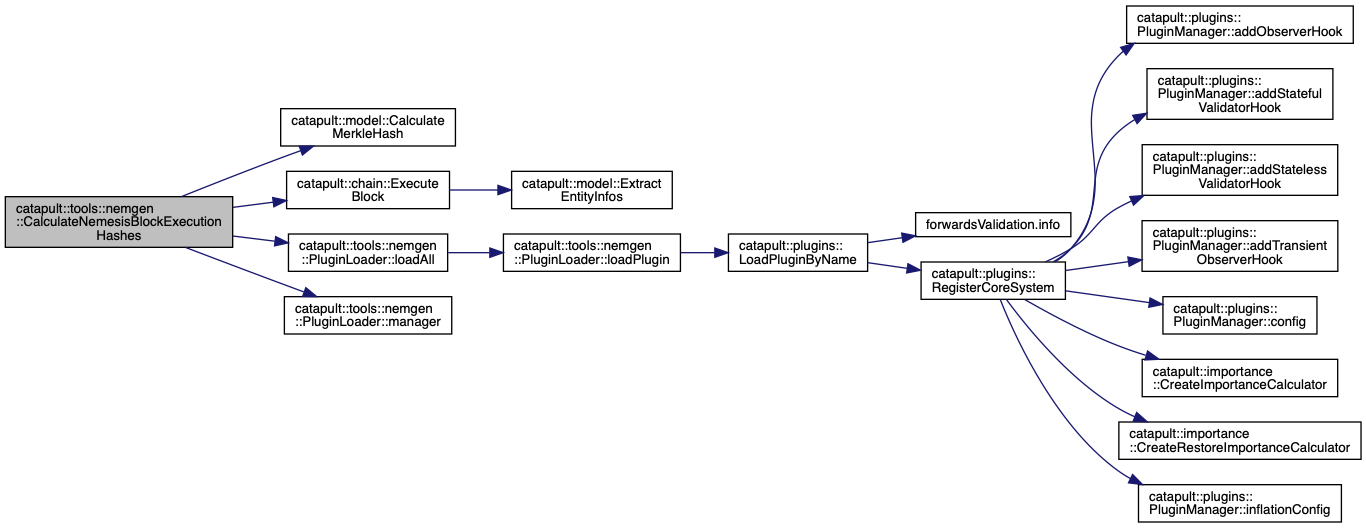 catapult::tools::nemgen
::CalculateNemesisBlockExecution
Hashes
catapult::model::Calculate
MerkleHash
catapult::chain::Execute
Block
catapult::model::Extract
EntityInfos
catapult::tools::nemgen
::PluginLoader::loadAll
catapult::tools::nemgen
::PluginLoader::loadPlugin
catapult::plugins::
LoadPluginByName
forwardsValidation.info
catapult::plugins::
RegisterCoreSystem
catapult::plugins::
PluginManager::addObserverHook
catapult::plugins::
PluginManager::addStateful
ValidatorHook
catapult::plugins::
PluginManager::addStateless
ValidatorHook
catapult::plugins::
PluginManager::addTransient
ObserverHook
catapult::plugins::
PluginManager::config
catapult::importance
::CreateImportanceCalculator
catapult::importance
::CreateRestoreImportanceCalculator
catapult::plugins::
PluginManager::inflationConfig
catapult::tools::nemgen
::PluginLoader::manager